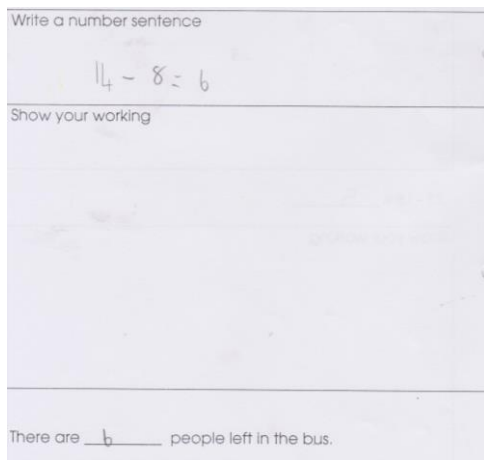 Write a number sentence
14 - 8 = 6
Show your working
There are 6 people left in the bus.